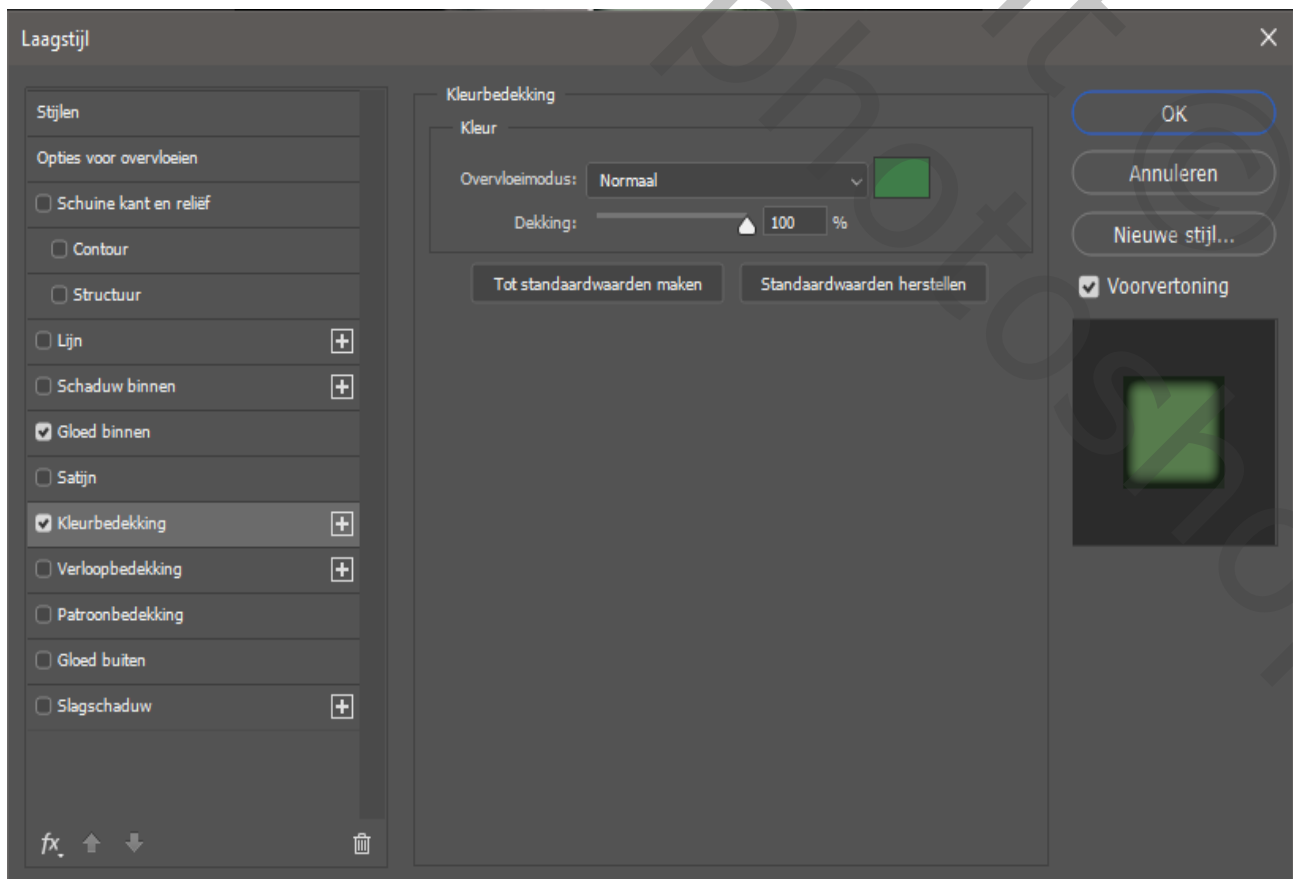 Laagstijl
Stijlen
Opties voor overvloeien
Schuine kant en reliëf
Contour
Structuur
Lijn
Schaduw binnen
Gloed binnen
Satijn
Kleurbedekking
Verloopbedekking
Patroonbedekking
Gloed buiten
Slagschaduw
fx
Kleurbedekking
Kleur
Overvloeimodus: Normaal
Dekking: 100 %
Tot standaardwaarden maken Standaardwaarden herstellen
OK
Annuleren
Nieuwe stijl...
Voorvertoning